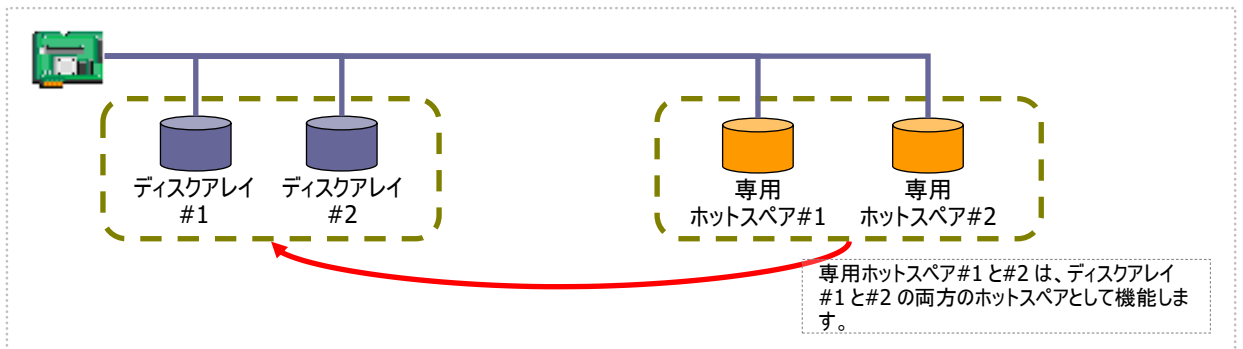 ディスクアレイ
#1
ディスクアレイ
#2
専用
ホットスペア#1
専用
ホットスペア#2
専用ホットスペア#1 と#2 は、ディスクアレイ
#1 と#2 の両方のホットスペアとして機能しま
す。